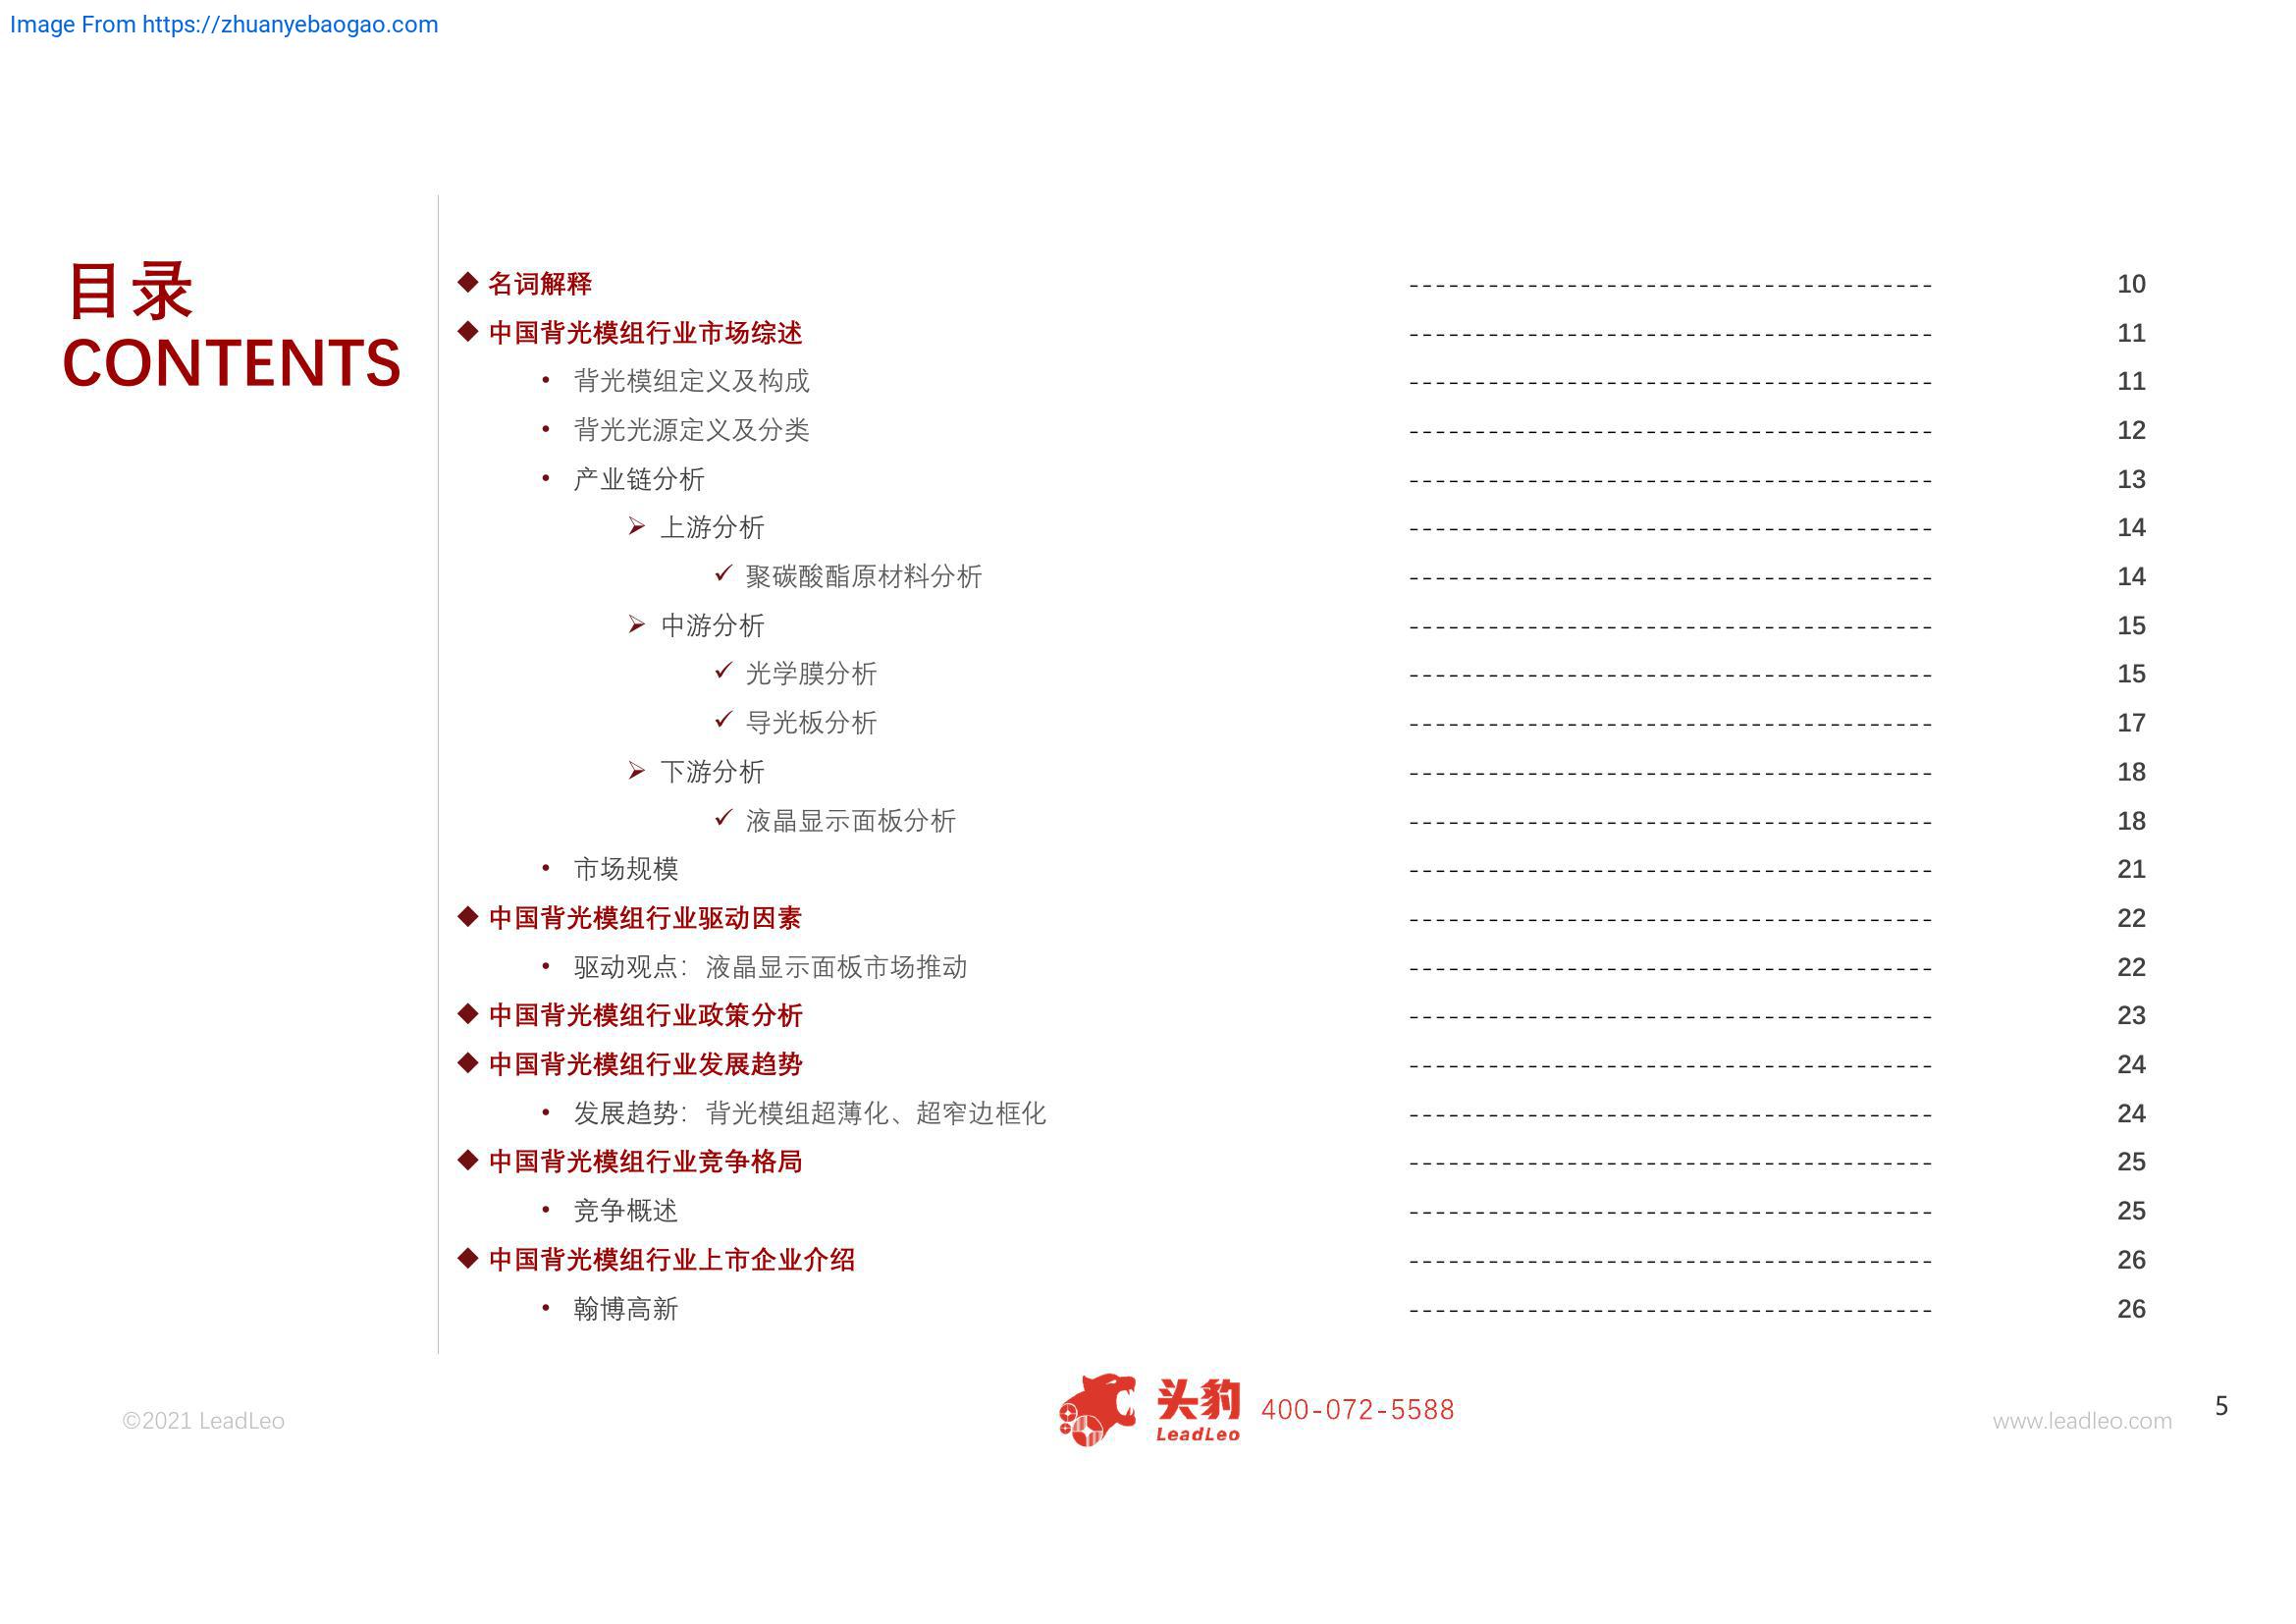 Image From https://zhuanyebaogao.com
目录
CONTENTS
◆ 名词解释 ---------------------------------------- 10
◆ 中国背光模组行业市场综述 ---------------------------------------- 11
• 背光模组定义及构成 ---------------------------------------- 11
• 背光光源定义及分类 ---------------------------------------- 12
• 产业链分析 ---------------------------------------- 13
➢ 上游分析 ---------------------------------------- 14
✓ 聚碳酸酯原材料分析 ---------------------------------------- 14
➢ 中游分析 ---------------------------------------- 15
✓ 光学膜分析 ---------------------------------------- 15
✓ 导光板分析 ---------------------------------------- 17
➢ 下游分析 ---------------------------------------- 18
✓ 液晶显示面板分析 ---------------------------------------- 18
• 市场规模 ---------------------------------------- 21
◆ 中国背光模组行业驱动因素 ---------------------------------------- 22
• 驱动观点：液晶显示面板市场推动 ---------------------------------------- 22
◆ 中国背光模组行业政策分析 ---------------------------------------- 23
◆ 中国背光模组行业发展趋势 ---------------------------------------- 24
• 发展趋势：背光模组超薄化、超窄边框化 ---------------------------------------- 24
◆ 中国背光模组行业竞争格局 ---------------------------------------- 25
• 竞争概述 ---------------------------------------- 25
◆ 中国背光模组行业上市企业介绍 ---------------------------------------- 26
• 翰博高新 ---------------------------------------- 26
©2021 LeadLeo
头豹
LeadLeo
400-072-5588
www.leadleo.com
5